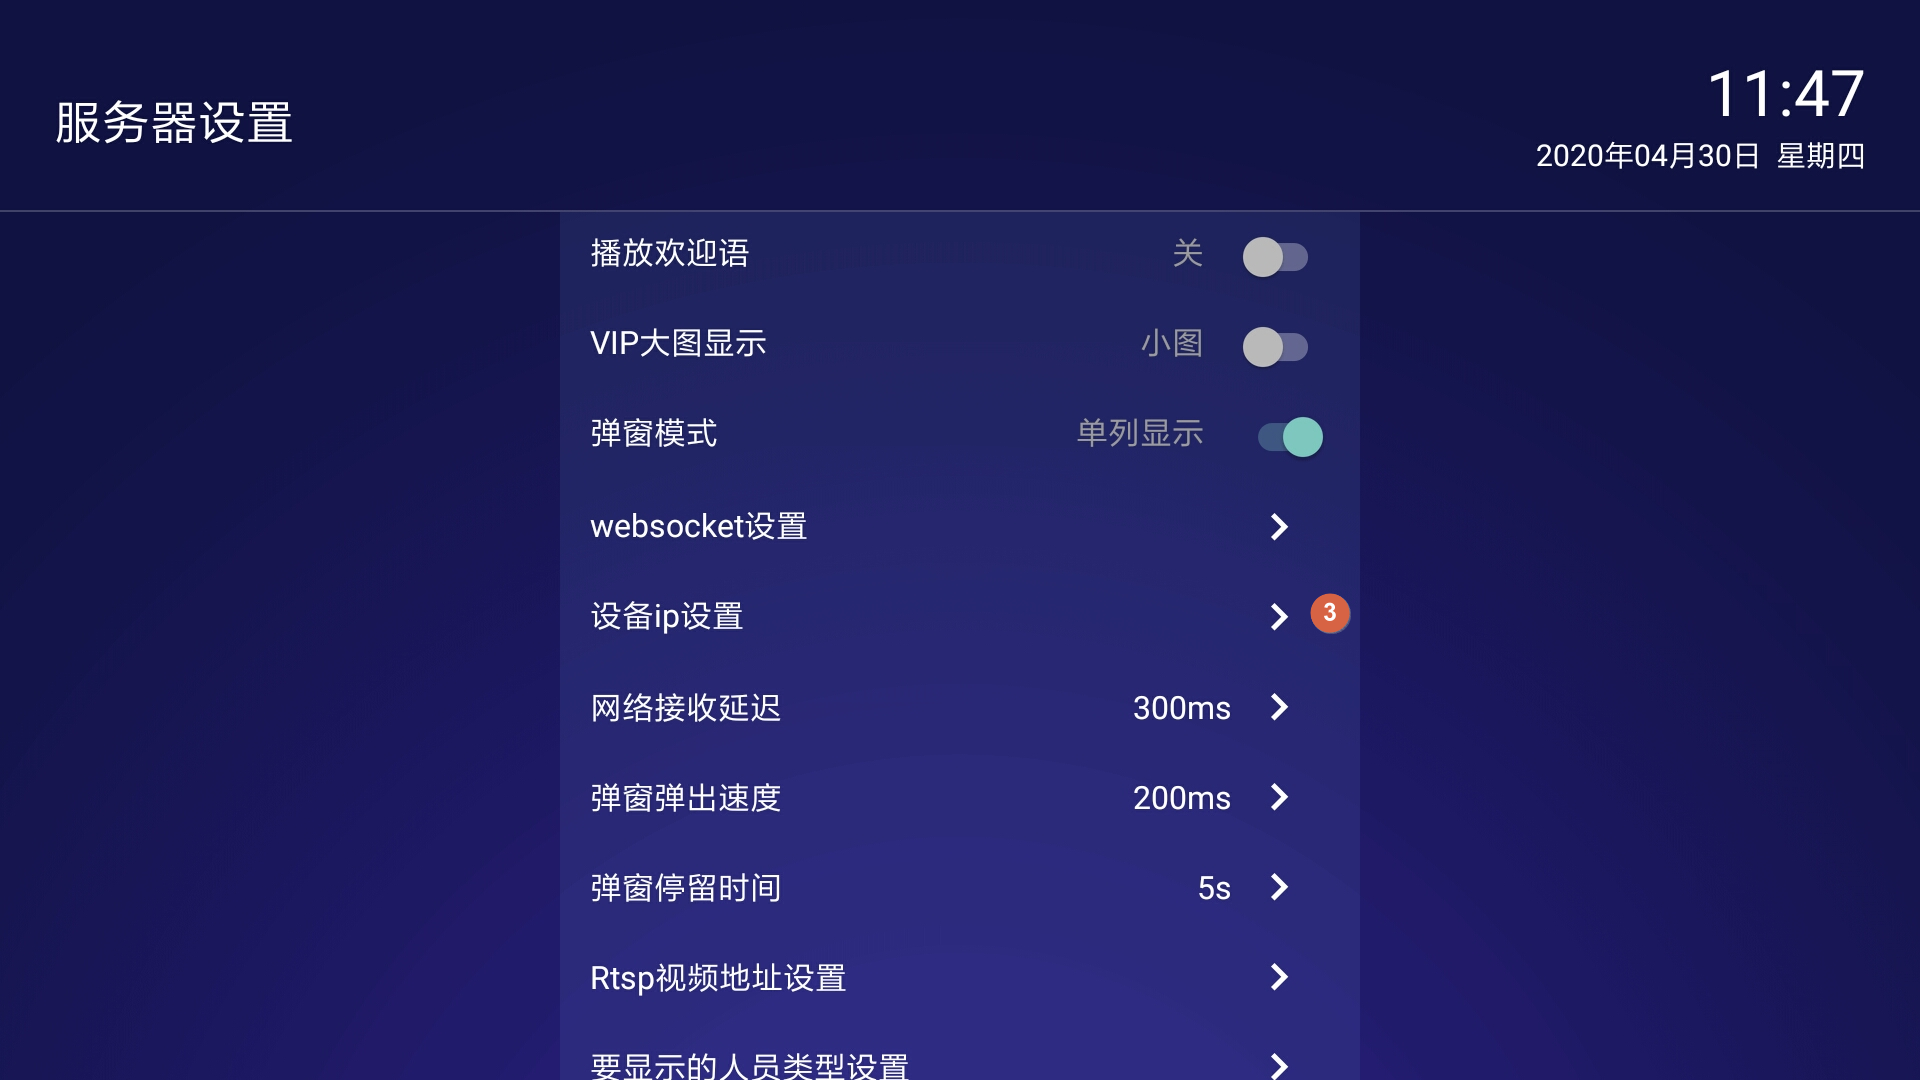 服务器设置
11:47
2020年04月30日 星期四
播放欢迎语 关
VIP大图显示 小图
弹窗模式 单列显示
websocket设置
设备ip设置 3
网络接收延迟 300ms
弹窗弹出速度 200ms
弹窗停留时间 5s
Rtsp视频地址设置
要显示的人员类型设置